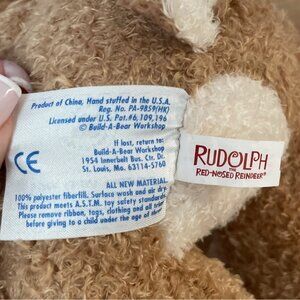 Product of China, Hand stuffed in the U.S.A.
Reg. No. PA-9859(HK)
Licensed under U.S. Pat.#6,109,196
© Build-A-Bear Workshop
If lost, return to:
Build-A-Bear Workshop
1954 Innerbelt Bus. Ctr. Dr.
St. Louis, Mo. 63114-5760
CE
ALL NEW MATERIAL
100% polyester fiberfill. Surface wash and air dry.
This product meets A.S.T.M. toy safety standards.
Please remove ribbon, tags, clothing and all
before giving to a child under the age of
RUDOLPH
THE
RED-NOSED REINDEER